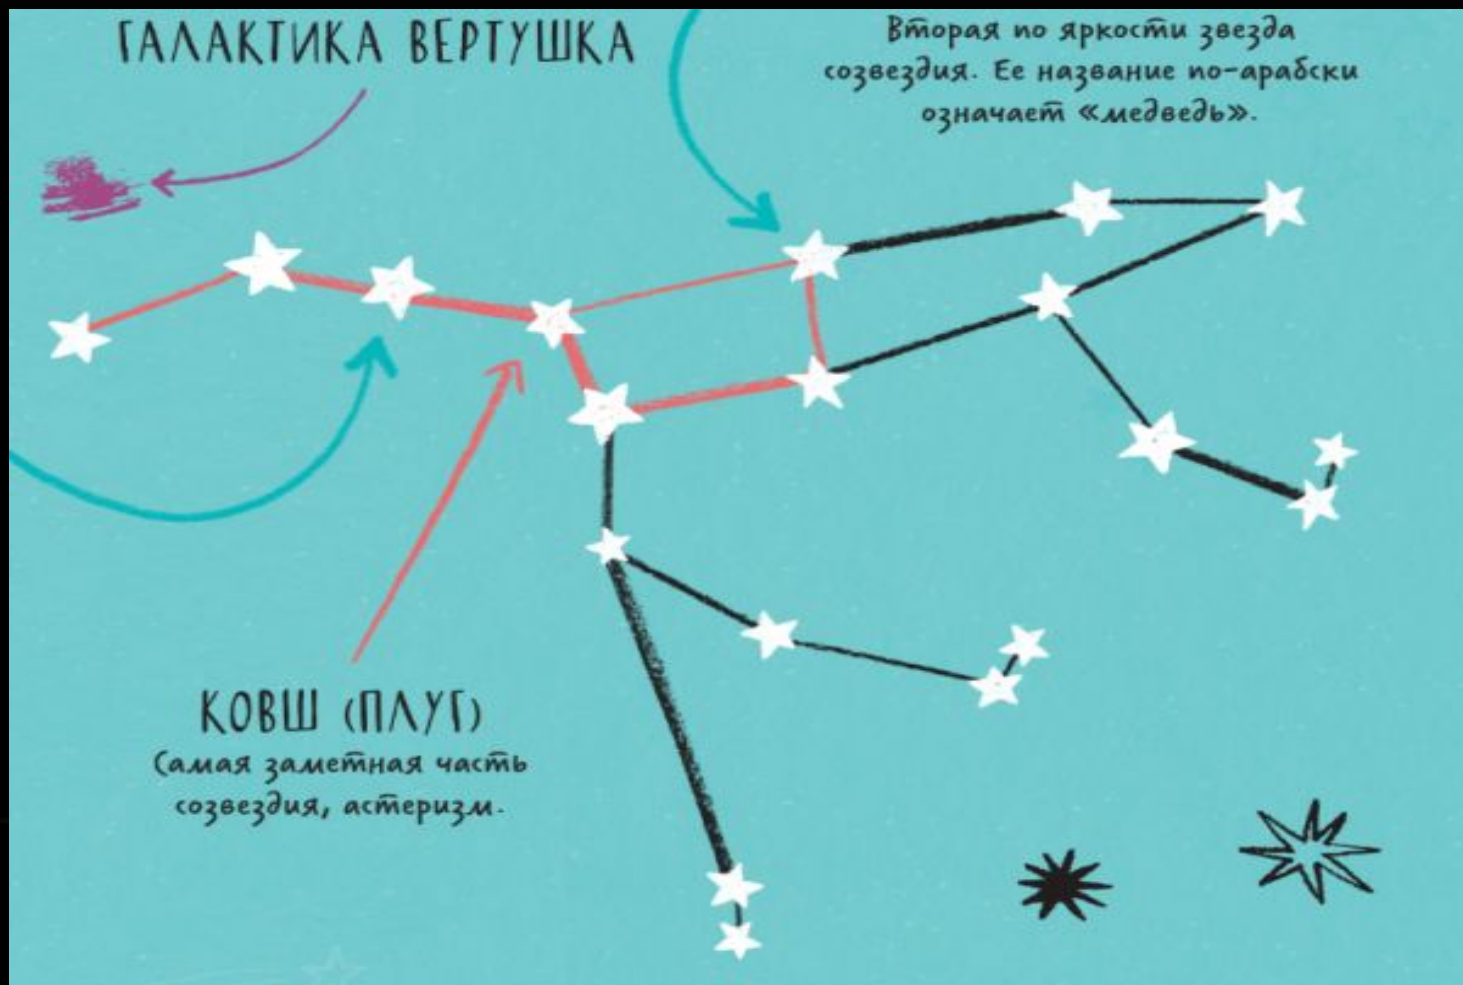 ГАЛАКТИКА ВЕРТУШКА
Вторая по яркости звезда
созвездия. Ее название по-арабски
означает «медведь».
КОВШ (ПЛУГ)
Самая заметная часть
созвездия, астеризм.